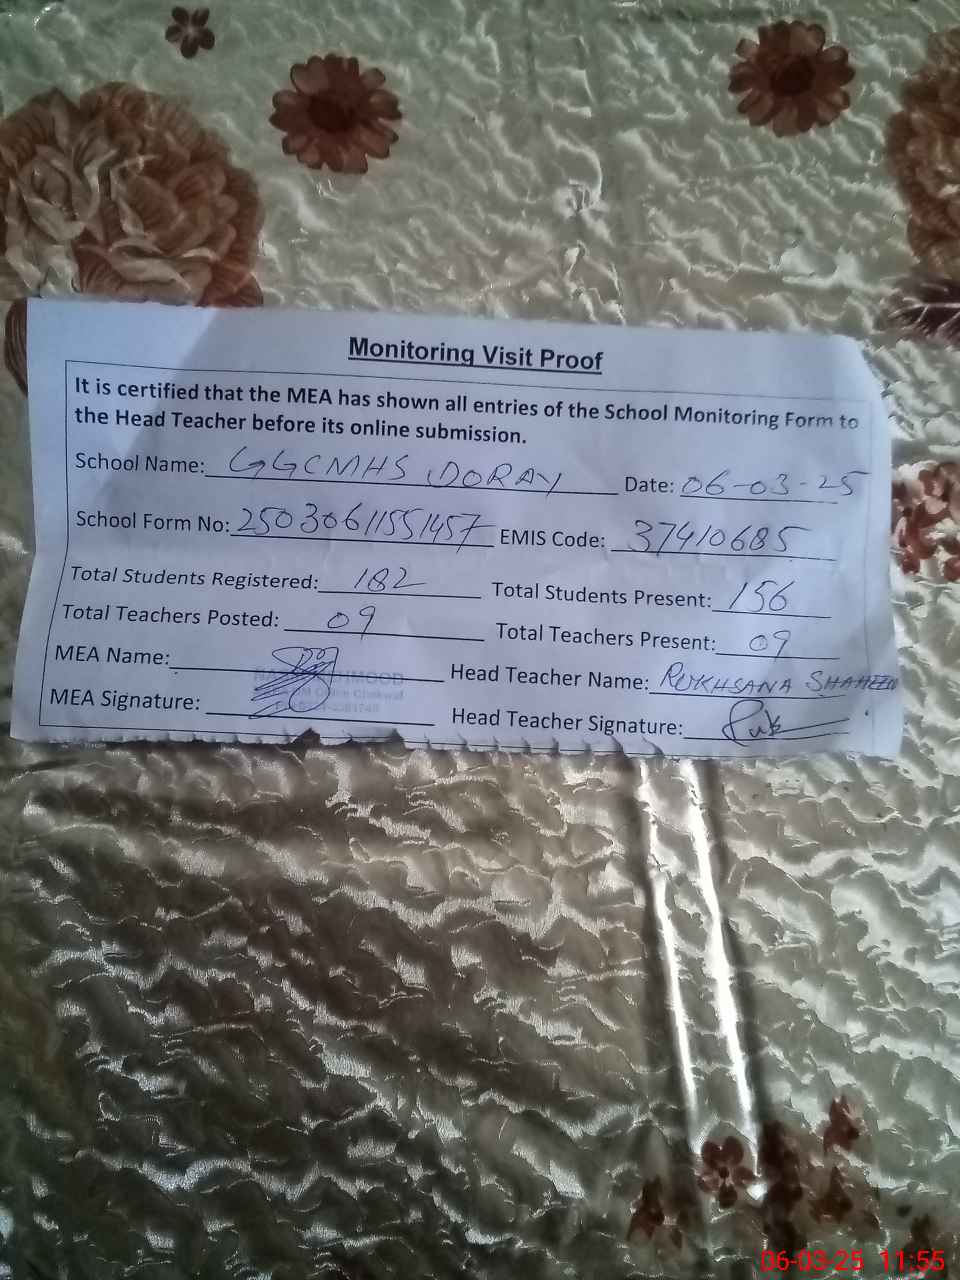 Monitoring Visit Proof
It is certified that the MEA has shown all entries of the School Monitoring Form to
the Head Teacher before its online submission.
School Name: GGCMHS DORAY Date: 06-03-25
School Form No: 25030611551457 EMIS Code: 37410685
Total Students Registered: 182 Total Students Present: 156
Total Teachers Posted: 09 Total Teachers Present: 09
MEA Name: Head Teacher Name: RUKHSANA SHAHEEN
MEA Signature: Head Teacher Signature:
06-03-25 11:55